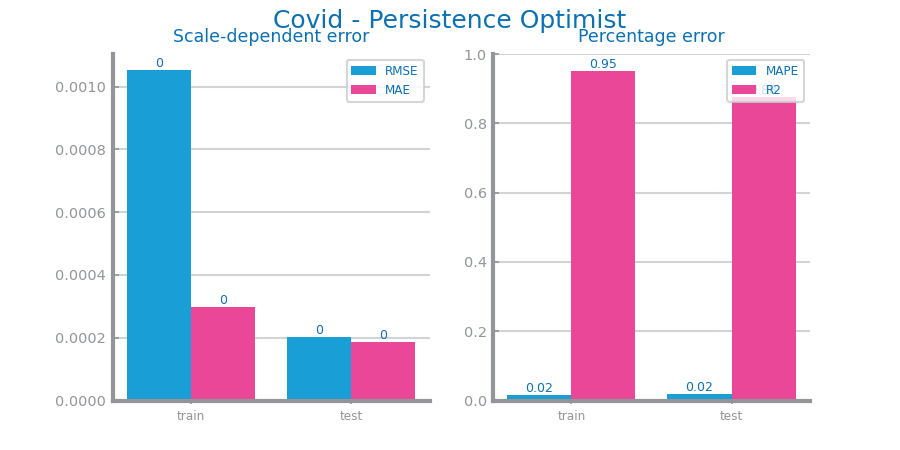 Covid - Persistence Optimist
Scale-dependent error
0.0010
0.0008
0.0006
0.0004
0.0002
0.0000
0
0
0
0
RMSE
MAE
train
test
Percentage error
1.0
0.8
0.6
0.4
0.2
0.0
0.02
0.95
0.02
MAPE
R2
train
test